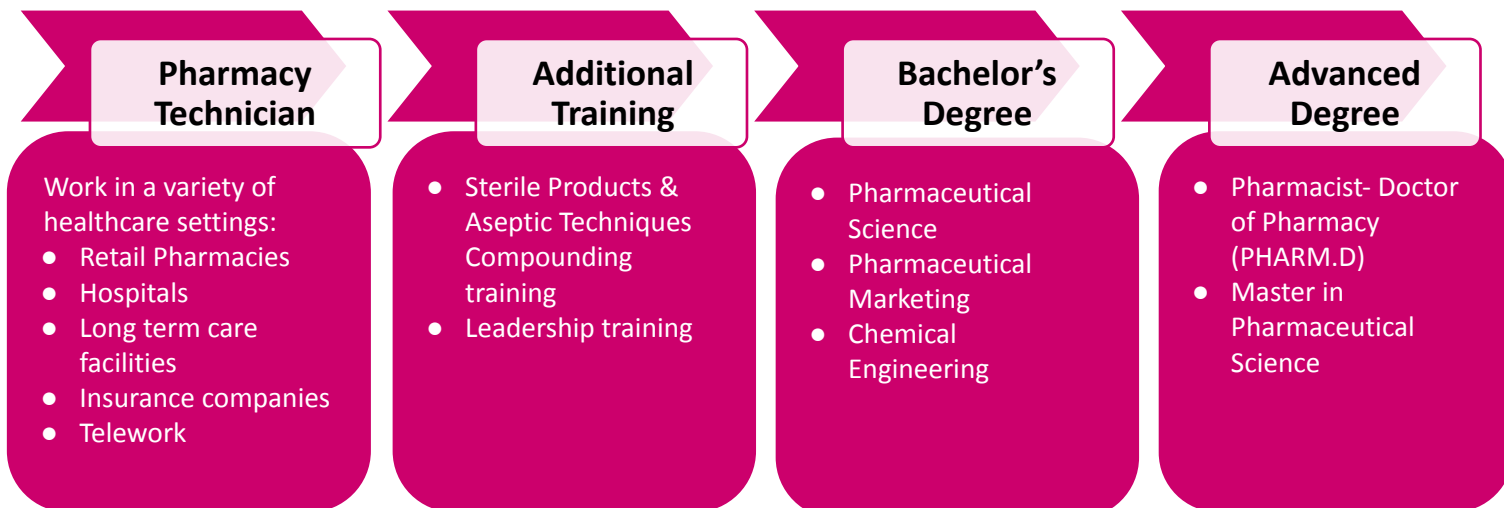 Pharmacy
Technician
Work in a variety of
healthcare settings:
● Retail Pharmacies
● Hospitals
● Long term care
facilities
● Insurance companies
● Telework
Additional
Training
● Sterile Products &
Aseptic Techniques
Compounding
training
● Leadership training
Bachelor’s
Degree
● Pharmaceutical
Science
● Pharmaceutical
Marketing
● Chemical
Engineering
Advanced
Degree
● Pharmacist- Doctor
of Pharmacy
(PHARM.D)
● Master in
Pharmaceutical
Science